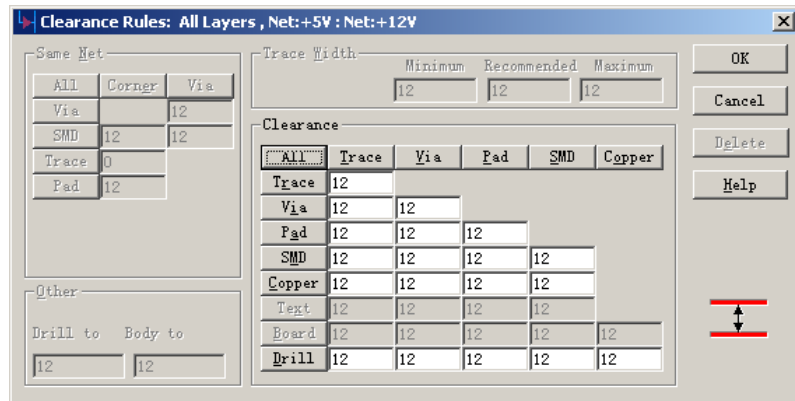 Clearance Rules: All Layers , Net:+5V : Net:+12V
Same Net
All Corner Via
Via 12
SMD 12 12
Trace 0
Pad 12
Trace Width
Minimum Recommended Maximum
12 12 12
Clearance
All Trace Via Pad SMD Copper
Trace 12
Via 12 12
Pad 12 12 12
SMD 12 12 12 12
Copper 12 12 12 12
Text 12 12 12 12
Board 12 12 12 12 12
Drill 12 12 12 12 12
Other
Drill to Body to
12 12
OK
Cancel
Delete
Help